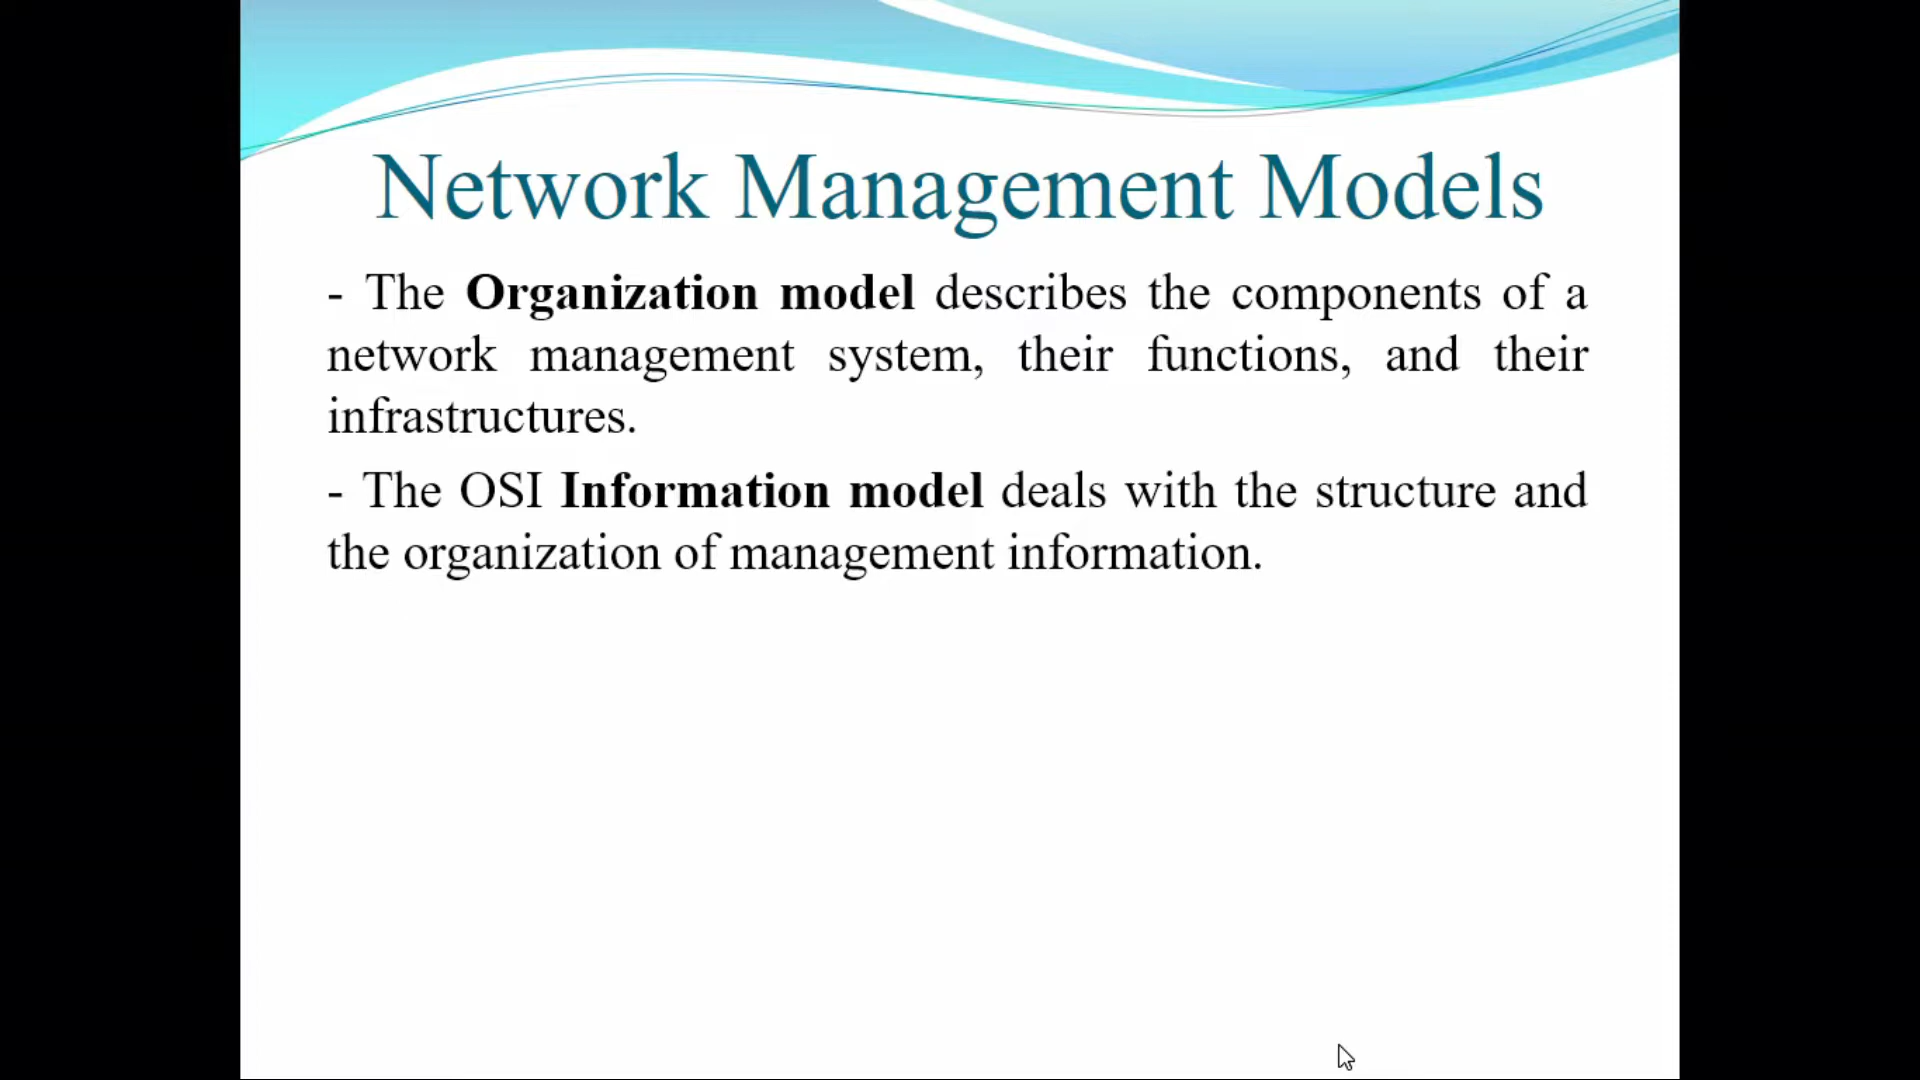 Network Management Models
- The Organization model describes the components of a
network management system, their functions, and their
infrastructures.
- The OSI Information model deals with the structure and
the organization of management information.